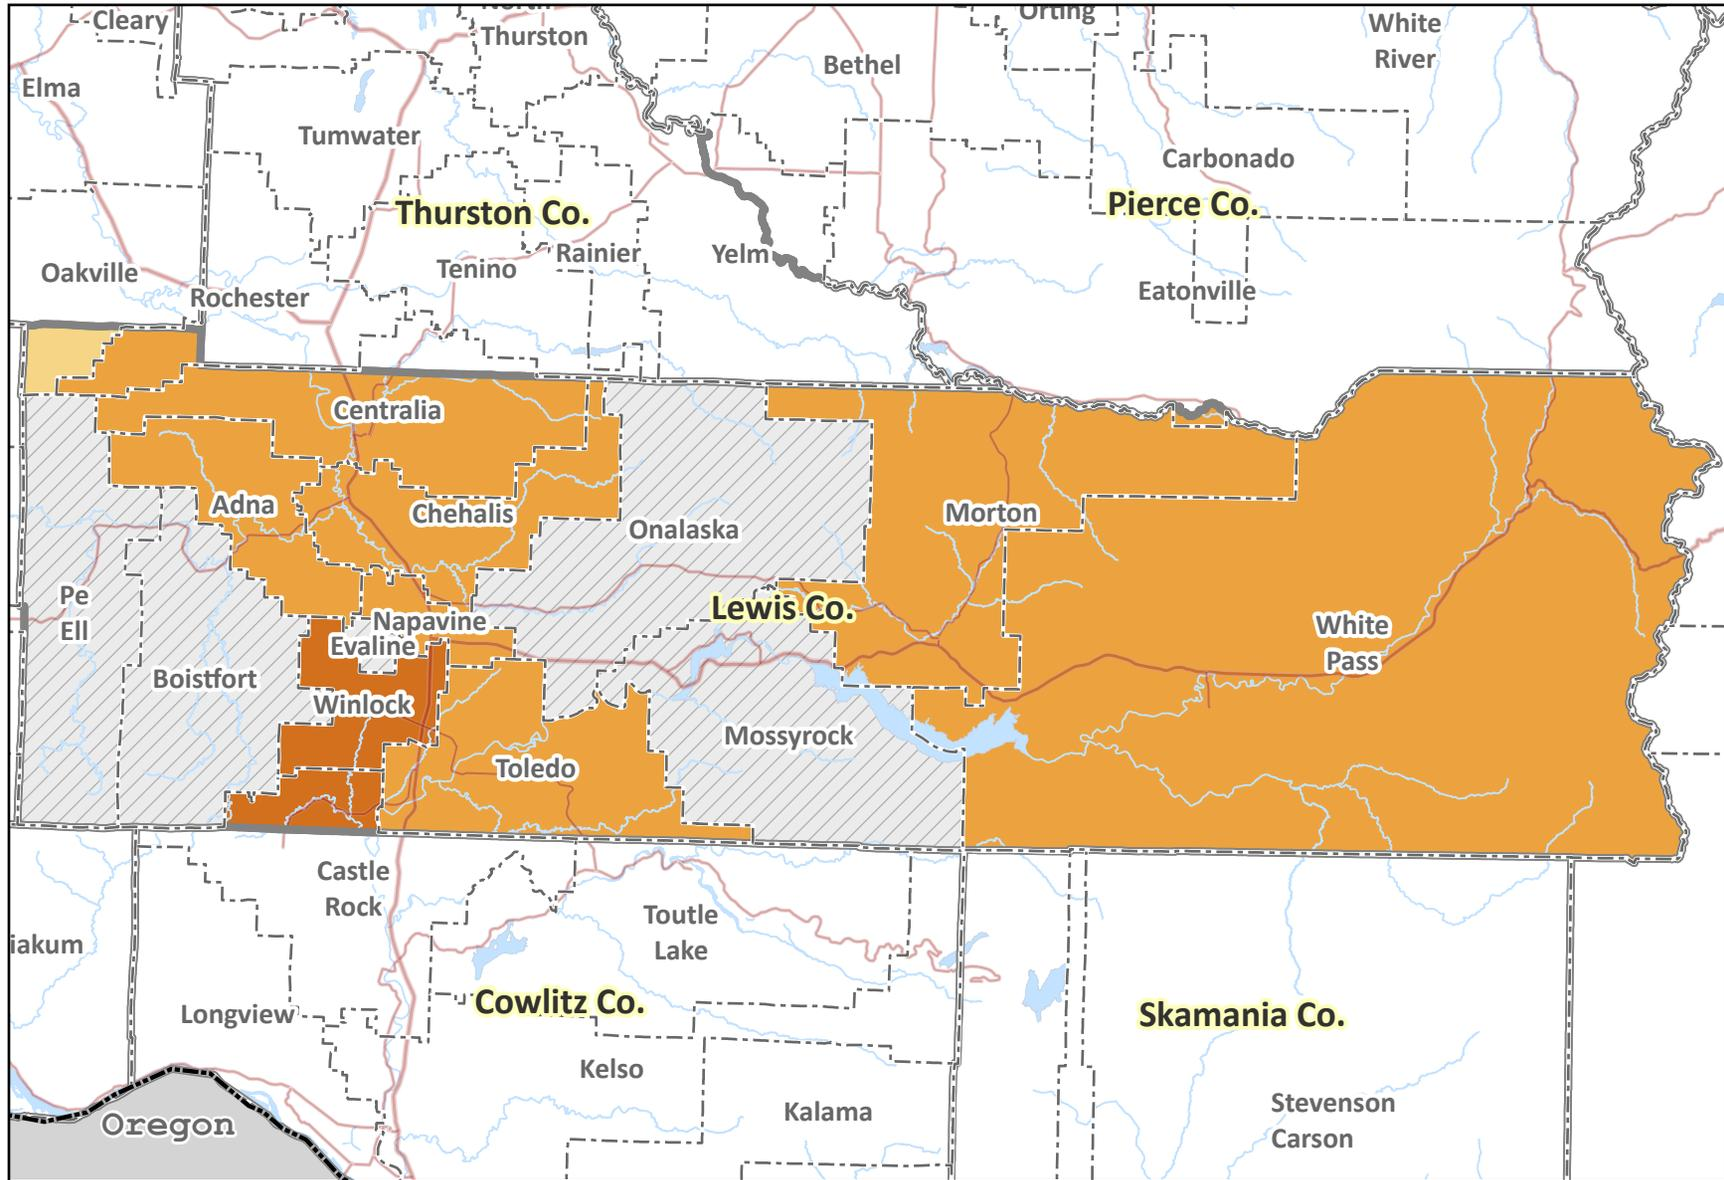 Cleary
North
Thurston
Orting
White
River
Bethel
Elma
Tumwater
Carbonado
Thurston Co.
Pierce Co.
Oakville
Rochester
Tenino
Rainier
Yelm
Eatonville
Centralia
Adna
Chehalis
Onalaska
Morton
Pe
Ell
Lewis Co.
Napavine
Evaline
White
Pass
Boistfort
Winlock
Mossyrock
Toledo
Castle
Rock
Toutle
Lake
iakum
Longview
Cowlitz Co.
Skamania Co.
Kelso
Kalama
Stevenson
Carson
Oregon